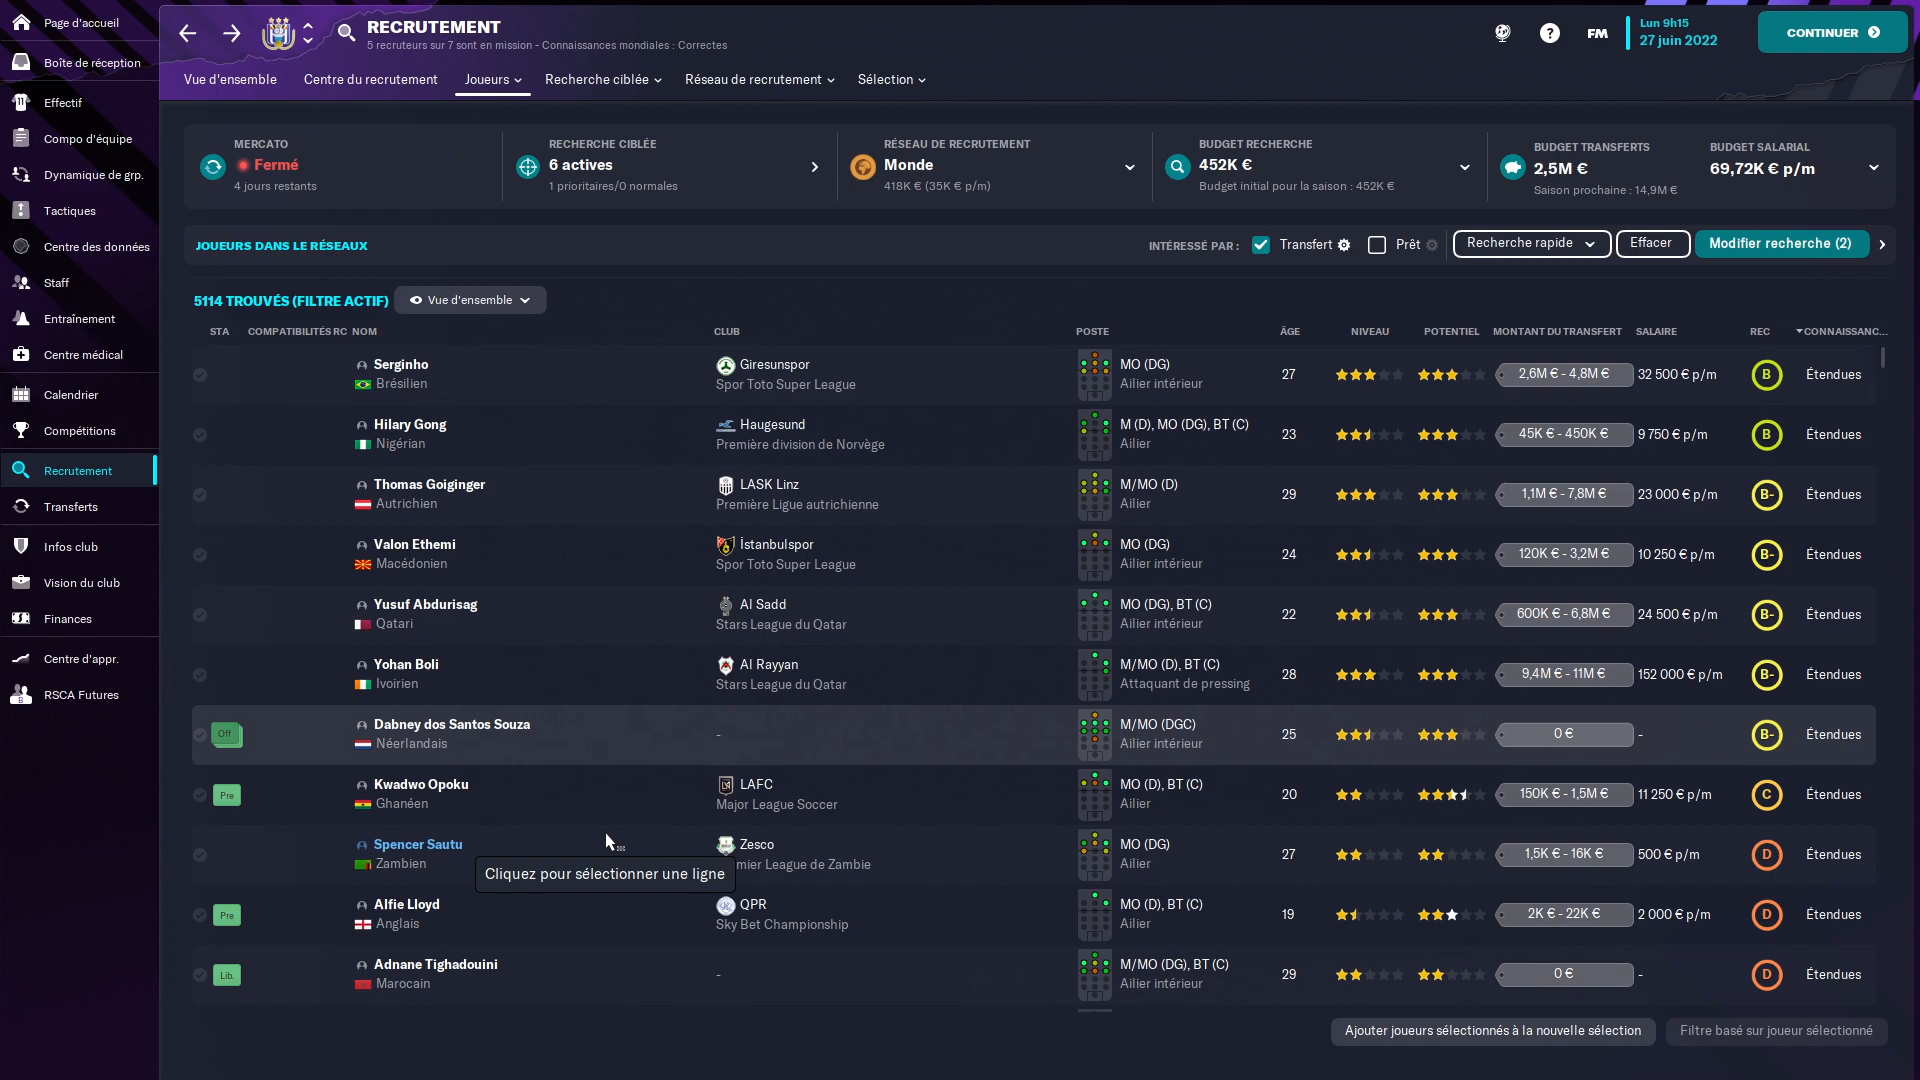 Page d'accueil
Boîte de réception
Effectif
Compo d'équipe
Dynamique de grp.
Tactiques
Centre des données
Staff
Entraînement
Centre médical
Calendrier
Compétitions
Recrutement
Transferts
Infos club
Vision du club
Finances
Centre d'appr.
RSCA Futures
RECRUTEMENT
5 recruteurs sur 7 sont en mission - Connaissances mondiales : Correctes
FM
Lun 9h15
27 juin 2022
CONTINUER
Vue d'ensemble Centre du recrutement Joueurs Recherche ciblée Réseau de recrutement Sélection
MERCATO
Fermé
4 jours restants
RECHERCHE CIBLÉE
6 actives
1 prioritaires/0 normales
RÉSEAU DE RECRUTEMENT
Monde
418K € (35K € p/m)
BUDGET RECHERCHE
452K €
Budget initial pour la saison : 452K €
BUDGET TRANSFERTS
2,5M €
Saison prochaine : 14,9M €
BUDGET SALARIAL
69,72K € p/m
JOUEURS DANS LE RÉSEAUX
INTÉRESSÉ PAR : Transfert Prêt Recherche rapide Effacer Modifier recherche (2)
5114 TROUVÉS (FILTRE ACTIF) Vue d'ensemble
STA COMPATIBILITÉS RC NOM CLUB POSTE ÂGE NIVEAU POTENTIEL MONTANT DU TRANSFERT SALAIRE REC CONNAISSANC...
Serginho Giresunspor MO (DG) 27 2,6M € - 4,8M € 32 500 € p/m B Étendues
Brésilien Spor Toto Super League Ailier intérieur
Hilary Gong Haugesund M (D), MO (DG), BT (C) 23 45K € - 450K € 9 750 € p/m B Étendues
Nigérian Première division de Norvège Ailier
Thomas Goiginger LASK Linz M/MO (D) 29 1,1M € - 7,8M € 23 000 € p/m B- Étendues
Autrichien Première Ligue autrichienne Ailier
Valon Ethemi İstanbulspor MO (DG) 24 120K € - 3,2M € 10 250 € p/m B- Étendues
Macédonien Spor Toto Super League Ailier intérieur
Yusuf Abdurisag Al Sadd MO (DG), BT (C) 22 600K € - 6,8M € 24 500 € p/m B- Étendues
Qatari Stars League du Qatar Ailier intérieur
Yohan Boli Al Rayyan M/MO (D), BT (C) 28 9,4M € - 11M € 152 000 € p/m B- Étendues
Ivoirien Stars League du Qatar Attaquant de pressing
Off Dabney dos Santos Souza - M/MO (DGC) 25 0 € - B- Étendues
Néerlandais Ailier intérieur
Pre Kwadwo Opoku LAFC MO (D), BT (C) 20 150K € - 1,5M € 11 250 € p/m C Étendues
Ghanéen Major League Soccer Ailier
Spencer Sautu Zesco MO (DG) 27 1,5K € - 16K € 500 € p/m D Étendues
Zambien mier League de Zambie Ailier
Cliquez pour sélectionner une ligne
Pre Alfie Lloyd QPR MO (D), BT (C) 19 2K € - 22K € 2 000 € p/m D Étendues
Anglais Sky Bet Championship Ailier
Lib. Adnane Tighadouini - M/MO (DG), BT (C) 29 0 € - D Étendues
Marocain Ailier intérieur
Ajouter joueurs sélectionnés à la nouvelle sélection Filtre basé sur joueur sélectionné